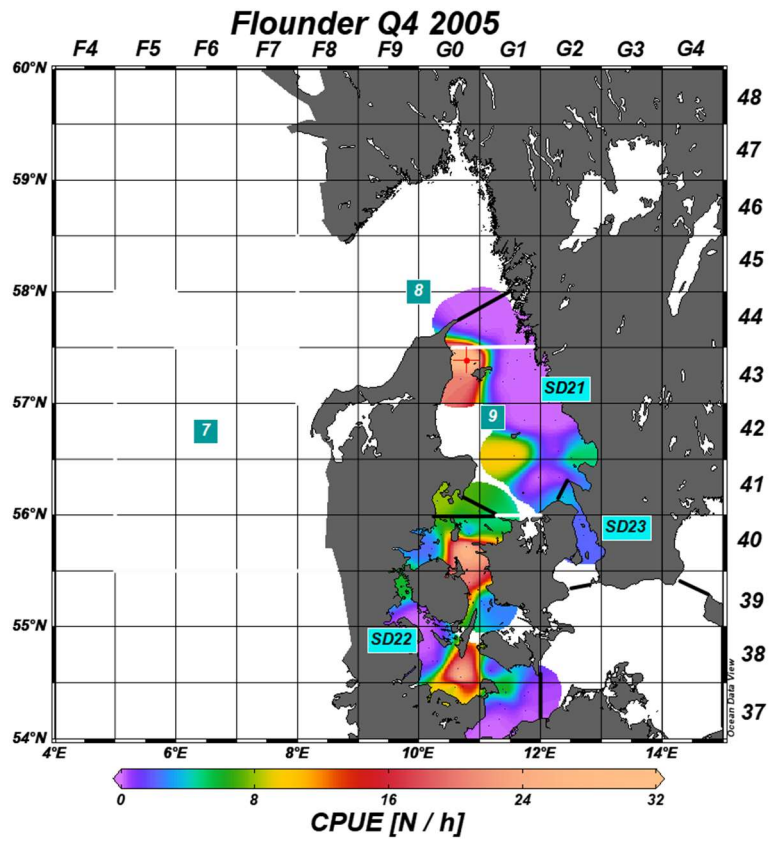 Flounder Q4 2005
F4 F5 F6 F7 F8 F9 G0 G1 G2 G3 G4
60°N
48
47
59°N
46
45
58°N
8
44
43
SD21
57°N
9
7
42
41
56°N
SD23
40
39
55°N
SD22
38
37
54°N
Ocean Data View
4°E 6°E 8°E 10°E 12°E 14°E
0 8 16 24 32
CPUE [N / h]